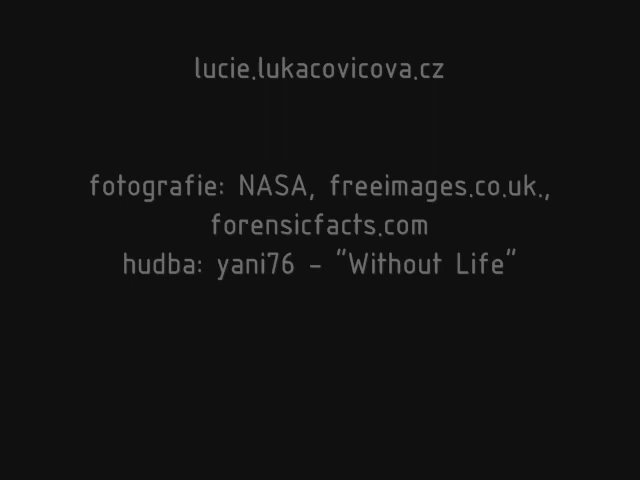 lucie.lukacovicova.cz
fotografie: NASA, freeimages.co.uk.,
forensicfacts.com
hudba: yani76 - "Without Life"